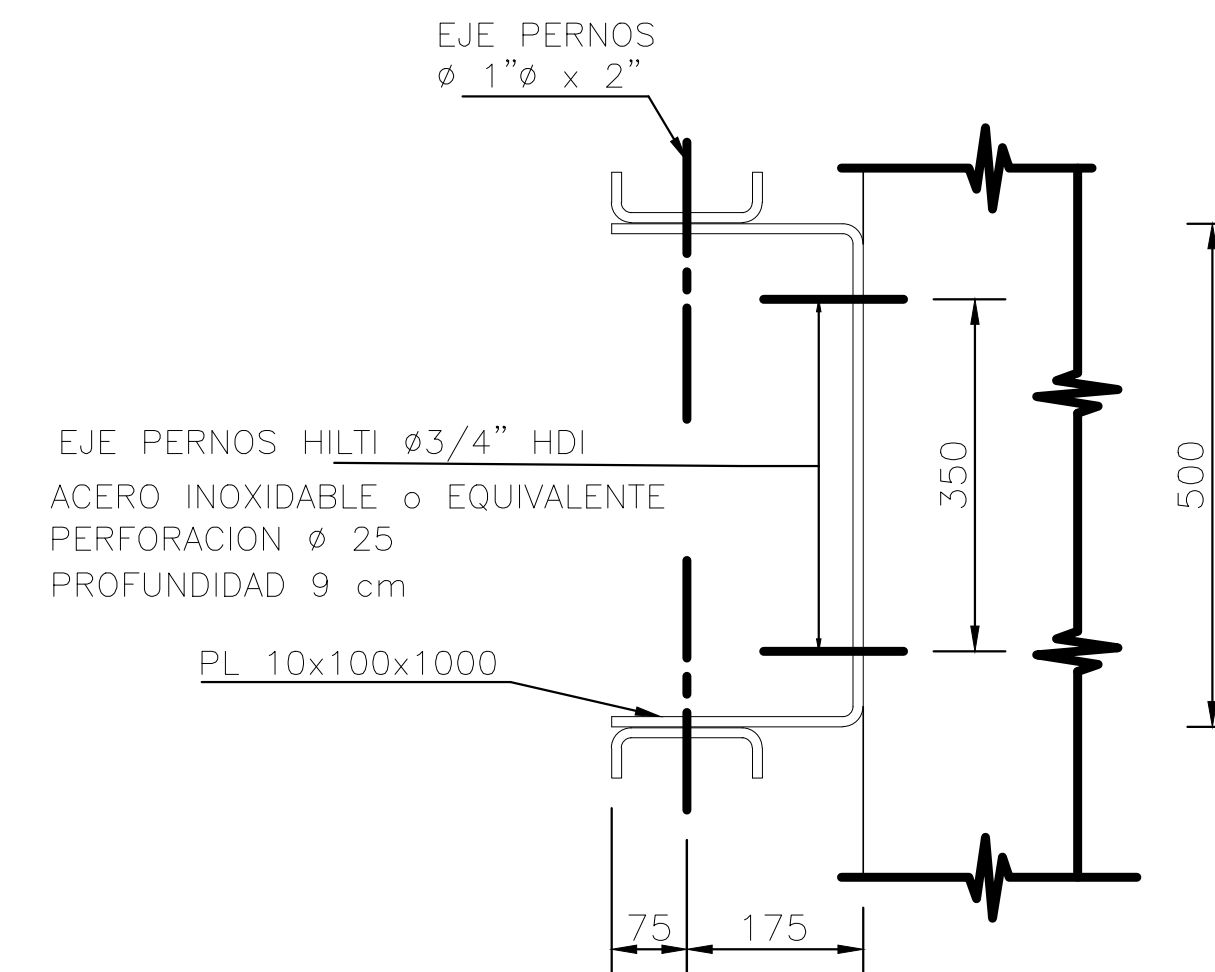 EJE PERNOS
ø 1"ø x 2"
EJE PERNOS HILTI ø3/4" HDI
ACERO INOXIDABLE o EQUIVALENTE
PERFORACION ø 25
PROFUNDIDAD 9 cm
PL 10x100x1000
350
500
75
175